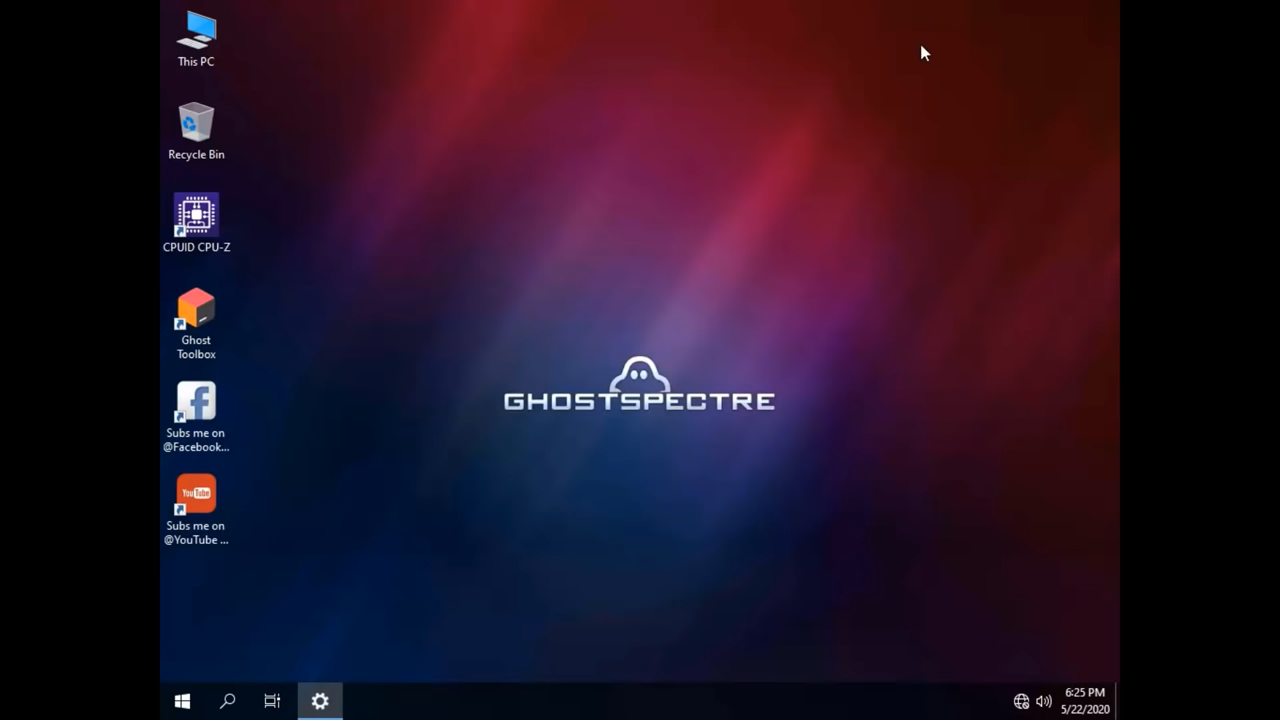 This PC
Recycle Bin
CPUID CPU-Z
Ghost
Toolbox
Subs me on
@Facebook...
YouTube
Subs me on
@YouTube ...
GHOSTSPECTRE
6:25 PM
5/22/2020